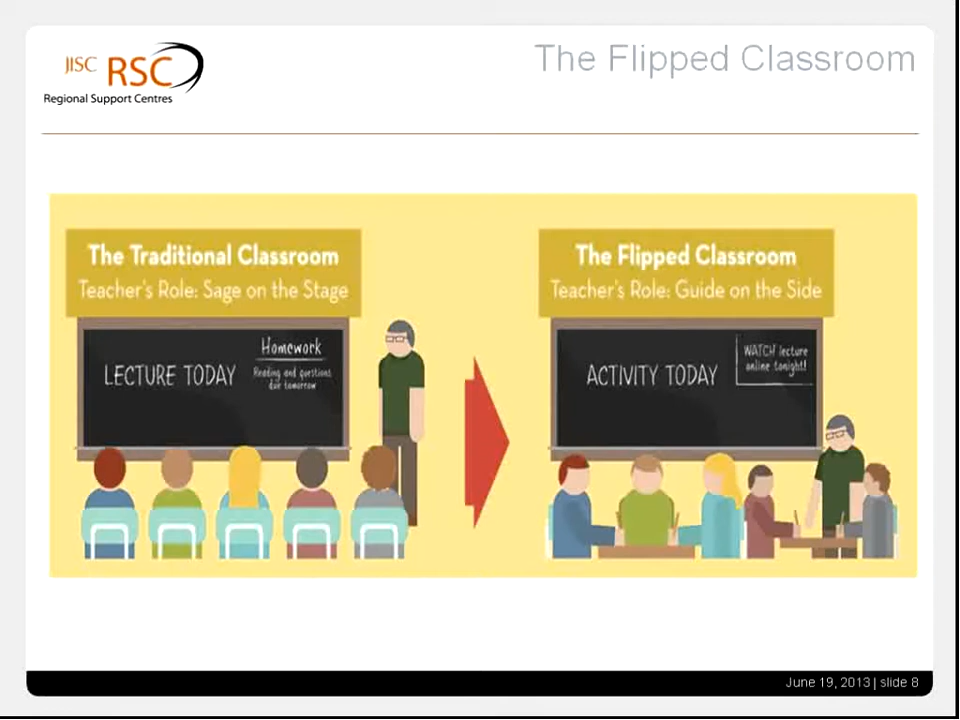 JISC RSC
Regional Support Centres
The Flipped Classroom
The Traditional Classroom
Teacher's Role: Sage on the Stage
LECTURE TODAY
Homework
Reading and questions
due tomorrow
The Flipped Classroom
Teacher's Role: Guide on the Side
ACTIVITY TODAY
WATCH lecture
online tonight!
June 19, 2013 | slide 8